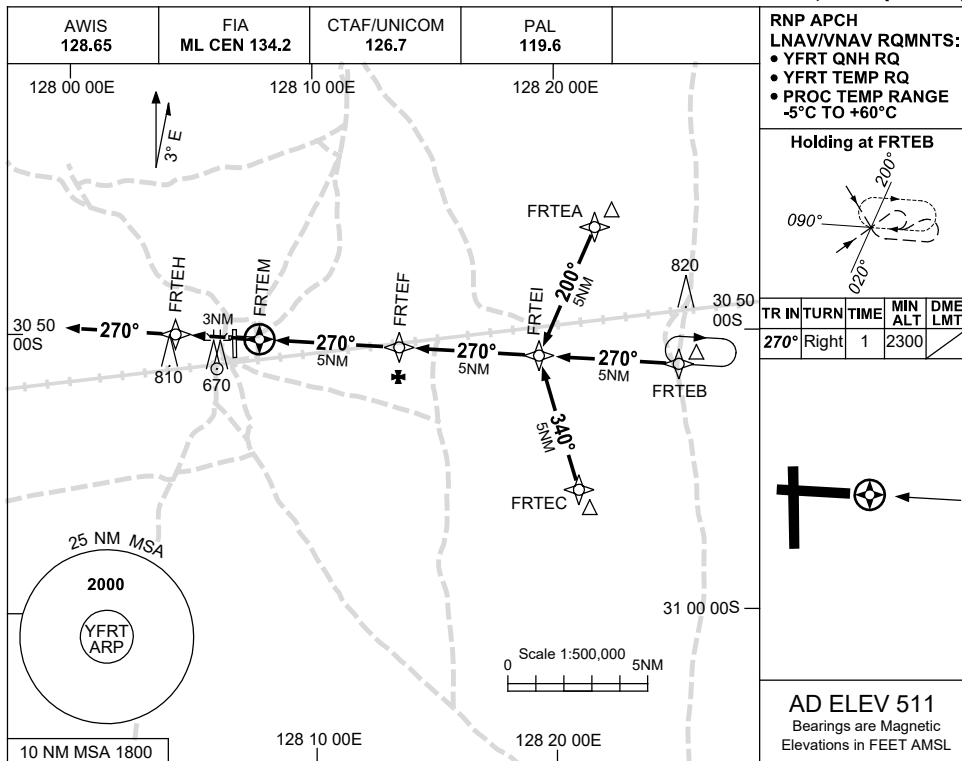 AWIS
128.65
FIA
ML CEN 134.2
CTAF/UNICOM
126.7
PAL
119.6
RNP APCH
LNAV/VNAV RQMNTS:
• YFRT QNH RQ
• YFRT TEMP RQ
• PROC TEMP RANGE
-5°C TO +60°C
128 00 00E
128 10 00E
128 20 00E
3° E
Holding at FRTEB
200°
090°
020°
TR IN
TURN
TIME
MIN ALT
DME LMT
270°
Right
1
2300
FRTEA
200°
5NM
820
30 50
00S
FRTEH
FRTEM
FRTEF
FRTEI
30 50
00S
270°
3NM
270°
5NM
270°
5NM
270°
5NM
FRTEB
810
670
340°
5NM
FRTEC
25 NM MSA
2000
YFRT
ARP
31 00 00S
Scale 1:500,000
0
5NM
10 NM MSA 1800
128 10 00E
128 20 00E
AD ELEV 511
Bearings are Magnetic
Elevations in FEET AMSL